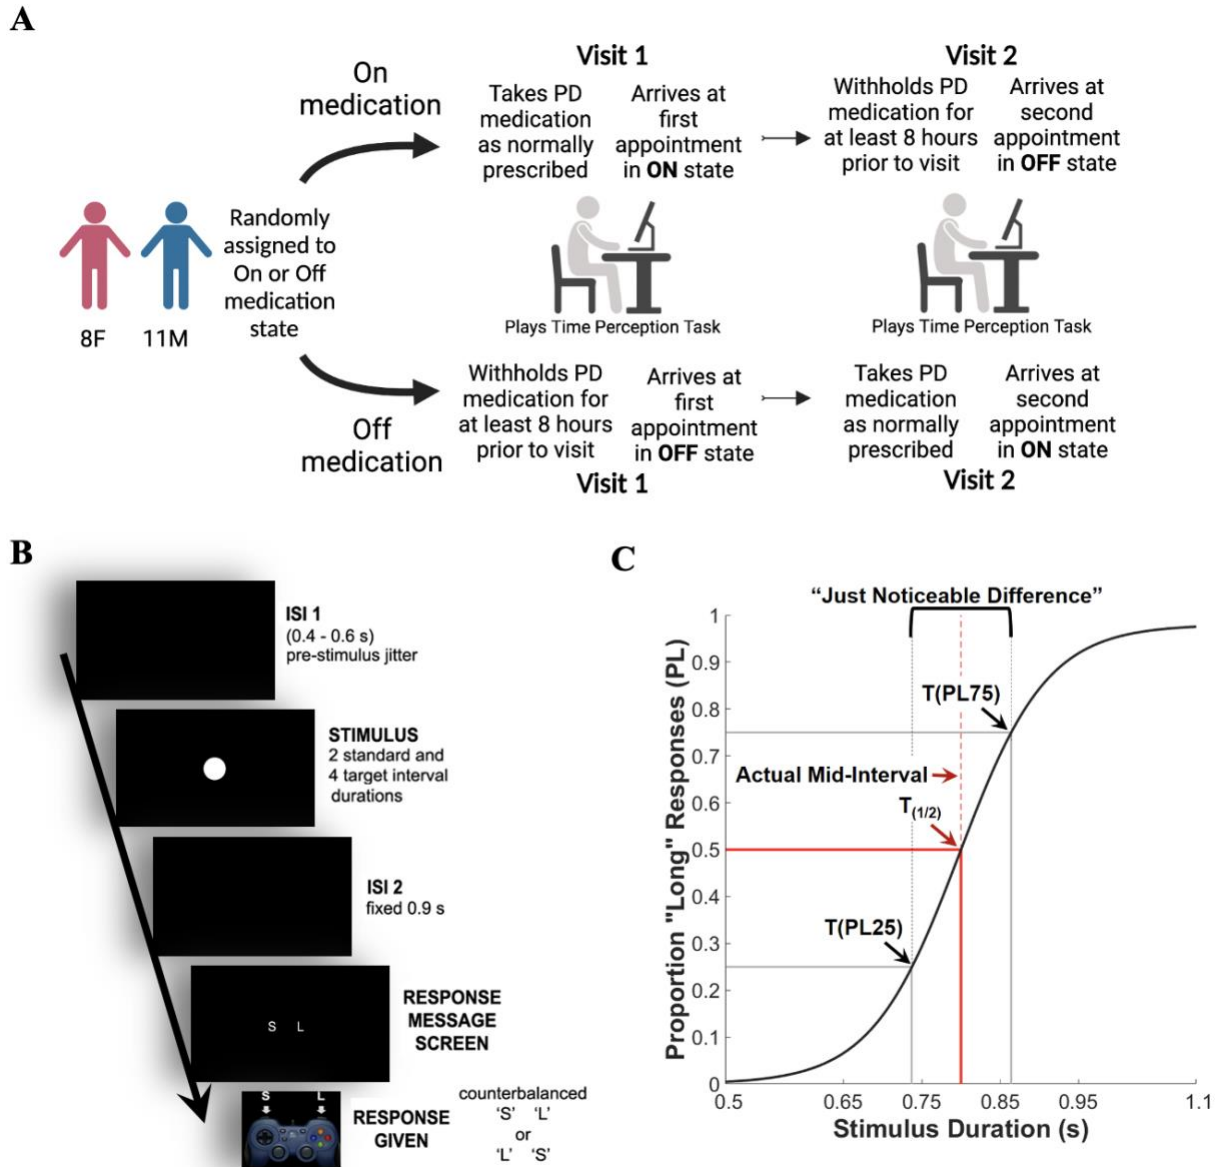 A
8F
11M
Randomly
assigned to
On or Off
medication
state
On
medication
Visit 1
Takes PD
medication
as normally
prescribed
Arrives at
first
appointment
in ON state
Visit 2
Withholds PD
medication for
at least 8 hours
prior to visit
Arrives at
second
appointment
in OFF state
Plays Time Perception Task
Plays Time Perception Task
Off
medication
Withholds PD
medication for
at least 8 hours
prior to visit
Arrives at
first
appointment
in OFF state
Visit 1
Takes PD
medication
as normally
prescribed
Arrives at
second
appointment
in ON state
Visit 2
B
ISI 1
(0.4 - 0.6 s)
pre-stimulus jitter
STIMULUS
2 standard and
4 target interval
durations
ISI 2
fixed 0.9 s
S L
RESPONSE
MESSAGE
SCREEN
S L
RESPONSE
GIVEN
counterbalanced
'S' 'L'
or
'L' 'S'
C
"Just Noticeable Difference"
Proportion "Long" Responses (PL)
1
0.9
0.8
0.7
0.6
0.5
0.4
0.3
0.2
0.1
0
T(PL75)
Actual Mid-Interval
T(1/2)
T(PL25)
0.5 0.65 0.75 0.85 0.95 1.1
Stimulus Duration (s)